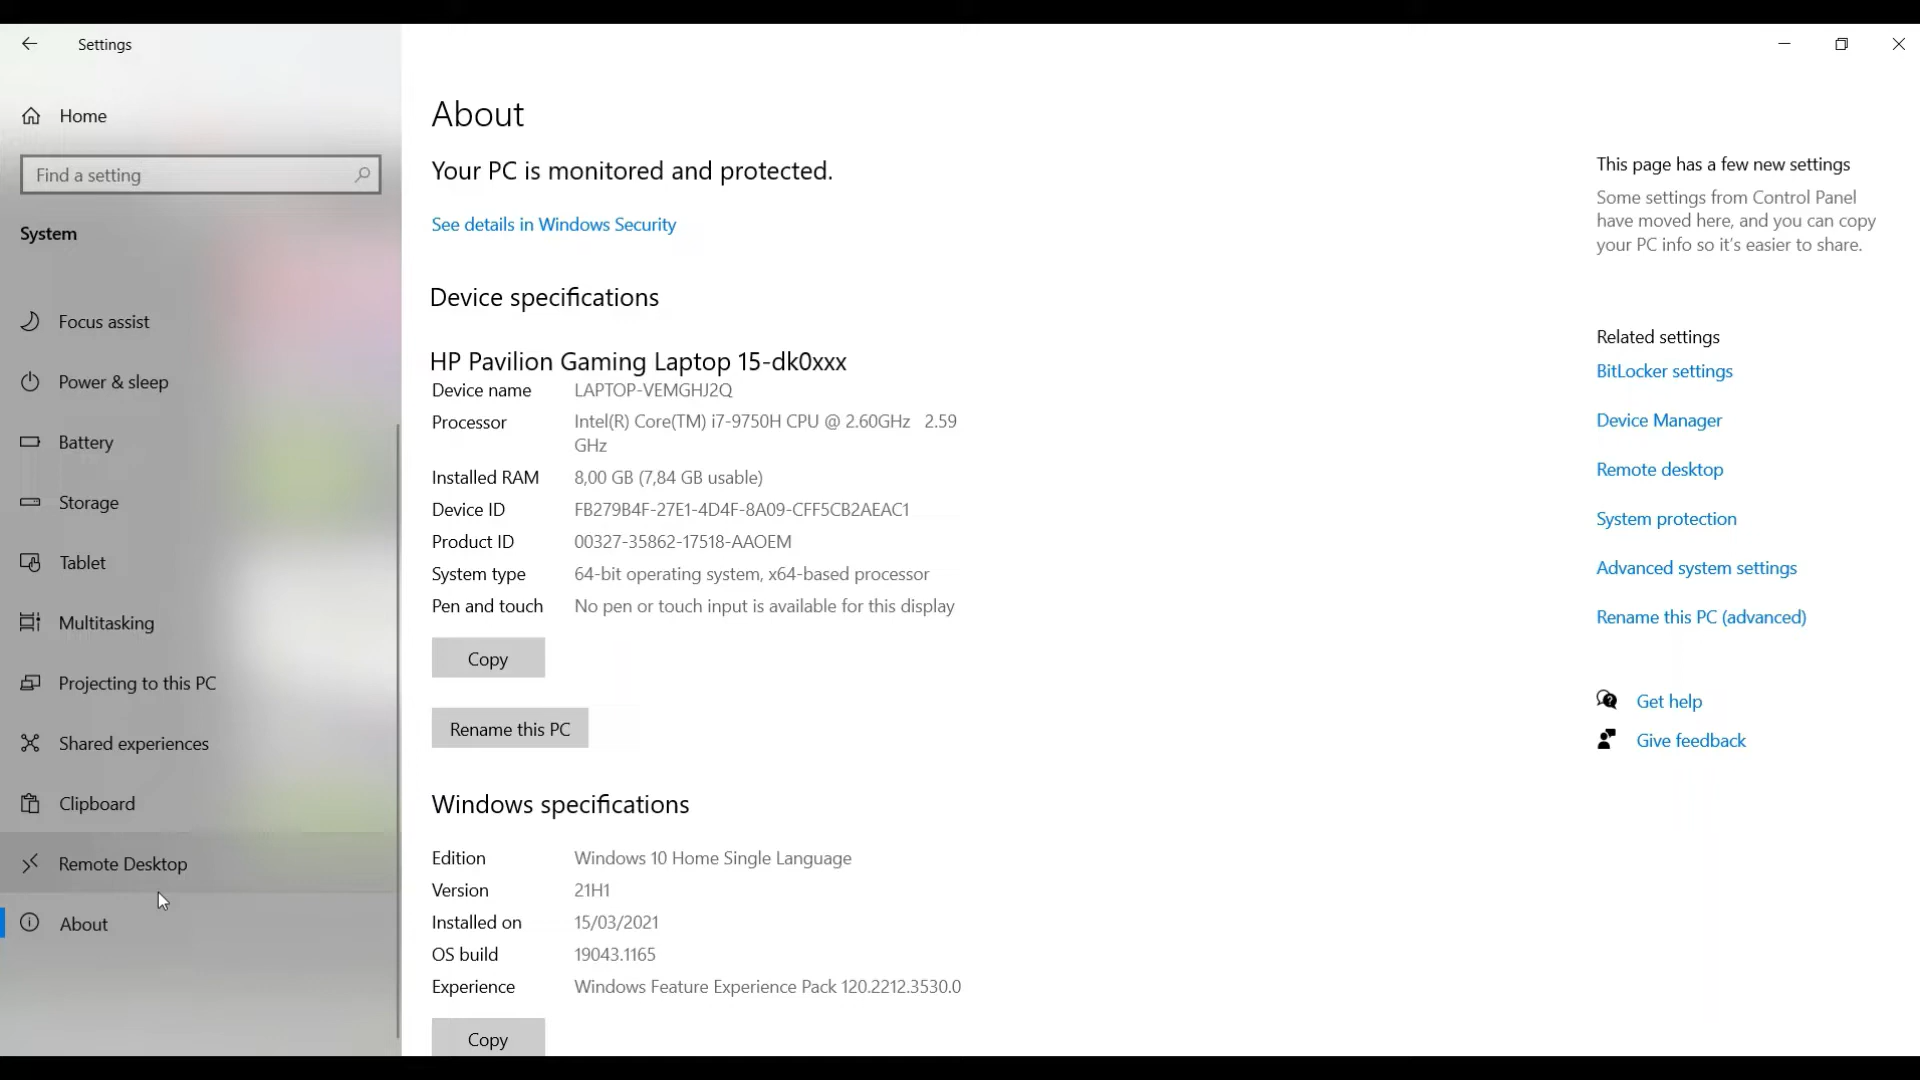 Settings
Home
Find a setting
System
Focus assist
Power & sleep
Battery
Storage
Tablet
Multitasking
Projecting to this PC
Shared experiences
Clipboard
Remote Desktop
About
About
Your PC is monitored and protected.
See details in Windows Security
Device specifications
HP Pavilion Gaming Laptop 15-dk0xxx
Device name LAPTOP-VEMGHJ2Q
Processor Intel(R) Core(TM) i7-9750H CPU @ 2.60GHz 2.59
GHz
Installed RAM 8,00 GB (7,84 GB usable)
Device ID FB279B4F-27E1-4D4F-8A09-CFF5CB2AEAC1
Product ID 00327-35862-17518-AAOEM
System type 64-bit operating system, x64-based processor
Pen and touch No pen or touch input is available for this display
Copy
Rename this PC
Windows specifications
Edition Windows 10 Home Single Language
Version 21H1
Installed on 15/03/2021
OS build 19043.1165
Experience Windows Feature Experience Pack 120.2212.3530.0
Copy
This page has a few new settings
Some settings from Control Panel
have moved here, and you can copy
your PC info so it's easier to share.
Related settings
BitLocker settings
Device Manager
Remote desktop
System protection
Advanced system settings
Rename this PC (advanced)
Get help
Give feedback